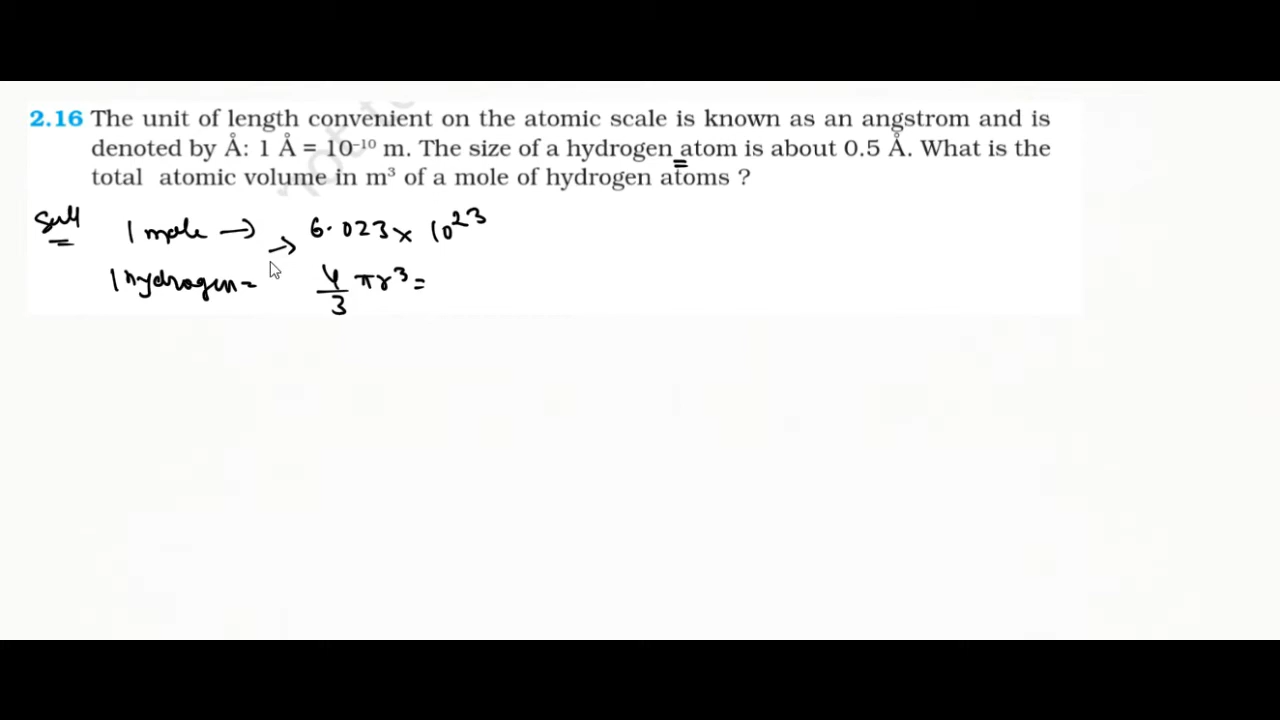 2.16 The unit of length convenient on the atomic scale is known as an angstrom and is
denoted by Å: 1 Å = 10⁻¹⁰ m. The size of a hydrogen atom is about 0.5 Å. What is the
total atomic volume in m³ of a mole of hydrogen atoms ?
1 mole → 6.023 × 10²³
→
1 hydrogen = 4/3 πr³ =